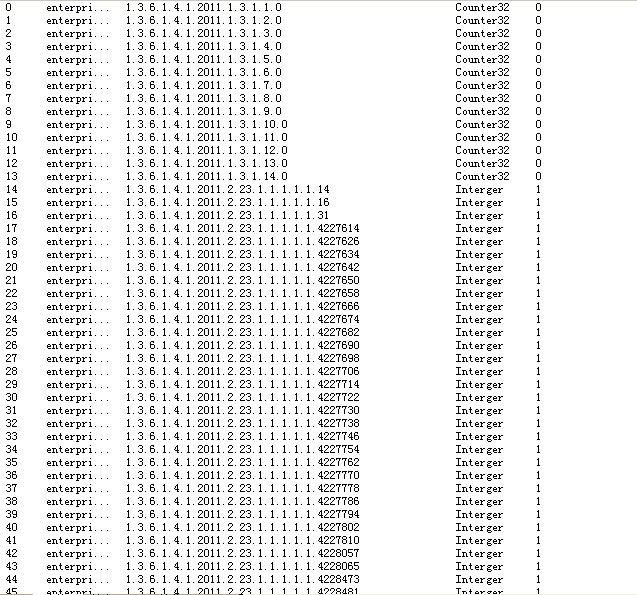 0 enterpri... 1.3.6.1.4.1.2011.1.3.1.1.0 Counter32 0
1 enterpri... 1.3.6.1.4.1.2011.1.3.1.2.0 Counter32 0
2 enterpri... 1.3.6.1.4.1.2011.1.3.1.3.0 Counter32 0
3 enterpri... 1.3.6.1.4.1.2011.1.3.1.4.0 Counter32 0
4 enterpri... 1.3.6.1.4.1.2011.1.3.1.5.0 Counter32 0
5 enterpri... 1.3.6.1.4.1.2011.1.3.1.6.0 Counter32 0
6 enterpri... 1.3.6.1.4.1.2011.1.3.1.7.0 Counter32 0
7 enterpri... 1.3.6.1.4.1.2011.1.3.1.8.0 Counter32 0
8 enterpri... 1.3.6.1.4.1.2011.1.3.1.9.0 Counter32 0
9 enterpri... 1.3.6.1.4.1.2011.1.3.1.10.0 Counter32 0
10 enterpri... 1.3.6.1.4.1.2011.1.3.1.11.0 Counter32 0
11 enterpri... 1.3.6.1.4.1.2011.1.3.1.12.0 Counter32 0
12 enterpri... 1.3.6.1.4.1.2011.1.3.1.13.0 Counter32 0
13 enterpri... 1.3.6.1.4.1.2011.1.3.1.14.0 Counter32 0
14 enterpri... 1.3.6.1.4.1.2011.2.23.1.1.1.1.1.14 Interger 1
15 enterpri... 1.3.6.1.4.1.2011.2.23.1.1.1.1.1.16 Interger 1
16 enterpri... 1.3.6.1.4.1.2011.2.23.1.1.1.1.1.31 Interger 1
17 enterpri... 1.3.6.1.4.1.2011.2.23.1.1.1.1.1.4227614 Interger 1
18 enterpri... 1.3.6.1.4.1.2011.2.23.1.1.1.1.1.4227626 Interger 1
19 enterpri... 1.3.6.1.4.1.2011.2.23.1.1.1.1.1.4227634 Interger 1
20 enterpri... 1.3.6.1.4.1.2011.2.23.1.1.1.1.1.4227642 Interger 1
21 enterpri... 1.3.6.1.4.1.2011.2.23.1.1.1.1.1.4227650 Interger 1
22 enterpri... 1.3.6.1.4.1.2011.2.23.1.1.1.1.1.4227658 Interger 1
23 enterpri... 1.3.6.1.4.1.2011.2.23.1.1.1.1.1.4227666 Interger 1
24 enterpri... 1.3.6.1.4.1.2011.2.23.1.1.1.1.1.4227674 Interger 1
25 enterpri... 1.3.6.1.4.1.2011.2.23.1.1.1.1.1.4227682 Interger 1
26 enterpri... 1.3.6.1.4.1.2011.2.23.1.1.1.1.1.4227690 Interger 1
27 enterpri... 1.3.6.1.4.1.2011.2.23.1.1.1.1.1.4227698 Interger 1
28 enterpri... 1.3.6.1.4.1.2011.2.23.1.1.1.1.1.4227706 Interger 1
29 enterpri... 1.3.6.1.4.1.2011.2.23.1.1.1.1.1.4227714 Interger 1
30 enterpri... 1.3.6.1.4.1.2011.2.23.1.1.1.1.1.4227722 Interger 1
31 enterpri... 1.3.6.1.4.1.2011.2.23.1.1.1.1.1.4227730 Interger 1
32 enterpri... 1.3.6.1.4.1.2011.2.23.1.1.1.1.1.4227738 Interger 1
33 enterpri... 1.3.6.1.4.1.2011.2.23.1.1.1.1.1.4227746 Interger 1
34 enterpri... 1.3.6.1.4.1.2011.2.23.1.1.1.1.1.4227754 Interger 1
35 enterpri... 1.3.6.1.4.1.2011.2.23.1.1.1.1.1.4227762 Interger 1
36 enterpri... 1.3.6.1.4.1.2011.2.23.1.1.1.1.1.4227770 Interger 1
37 enterpri... 1.3.6.1.4.1.2011.2.23.1.1.1.1.1.4227778 Interger 1
38 enterpri... 1.3.6.1.4.1.2011.2.23.1.1.1.1.1.4227786 Interger 1
39 enterpri... 1.3.6.1.4.1.2011.2.23.1.1.1.1.1.4227794 Interger 1
40 enterpri... 1.3.6.1.4.1.2011.2.23.1.1.1.1.1.4227802 Interger 1
41 enterpri... 1.3.6.1.4.1.2011.2.23.1.1.1.1.1.4227810 Interger 1
42 enterpri... 1.3.6.1.4.1.2011.2.23.1.1.1.1.1.4228057 Interger 1
43 enterpri... 1.3.6.1.4.1.2011.2.23.1.1.1.1.1.4228065 Interger 1
44 enterpri... 1.3.6.1.4.1.2011.2.23.1.1.1.1.1.4228473 Interger 1
45 enterpri... 1.3.6.1.4.1.2011.2.23.1.1.1.1.1.4228481 Interger 1